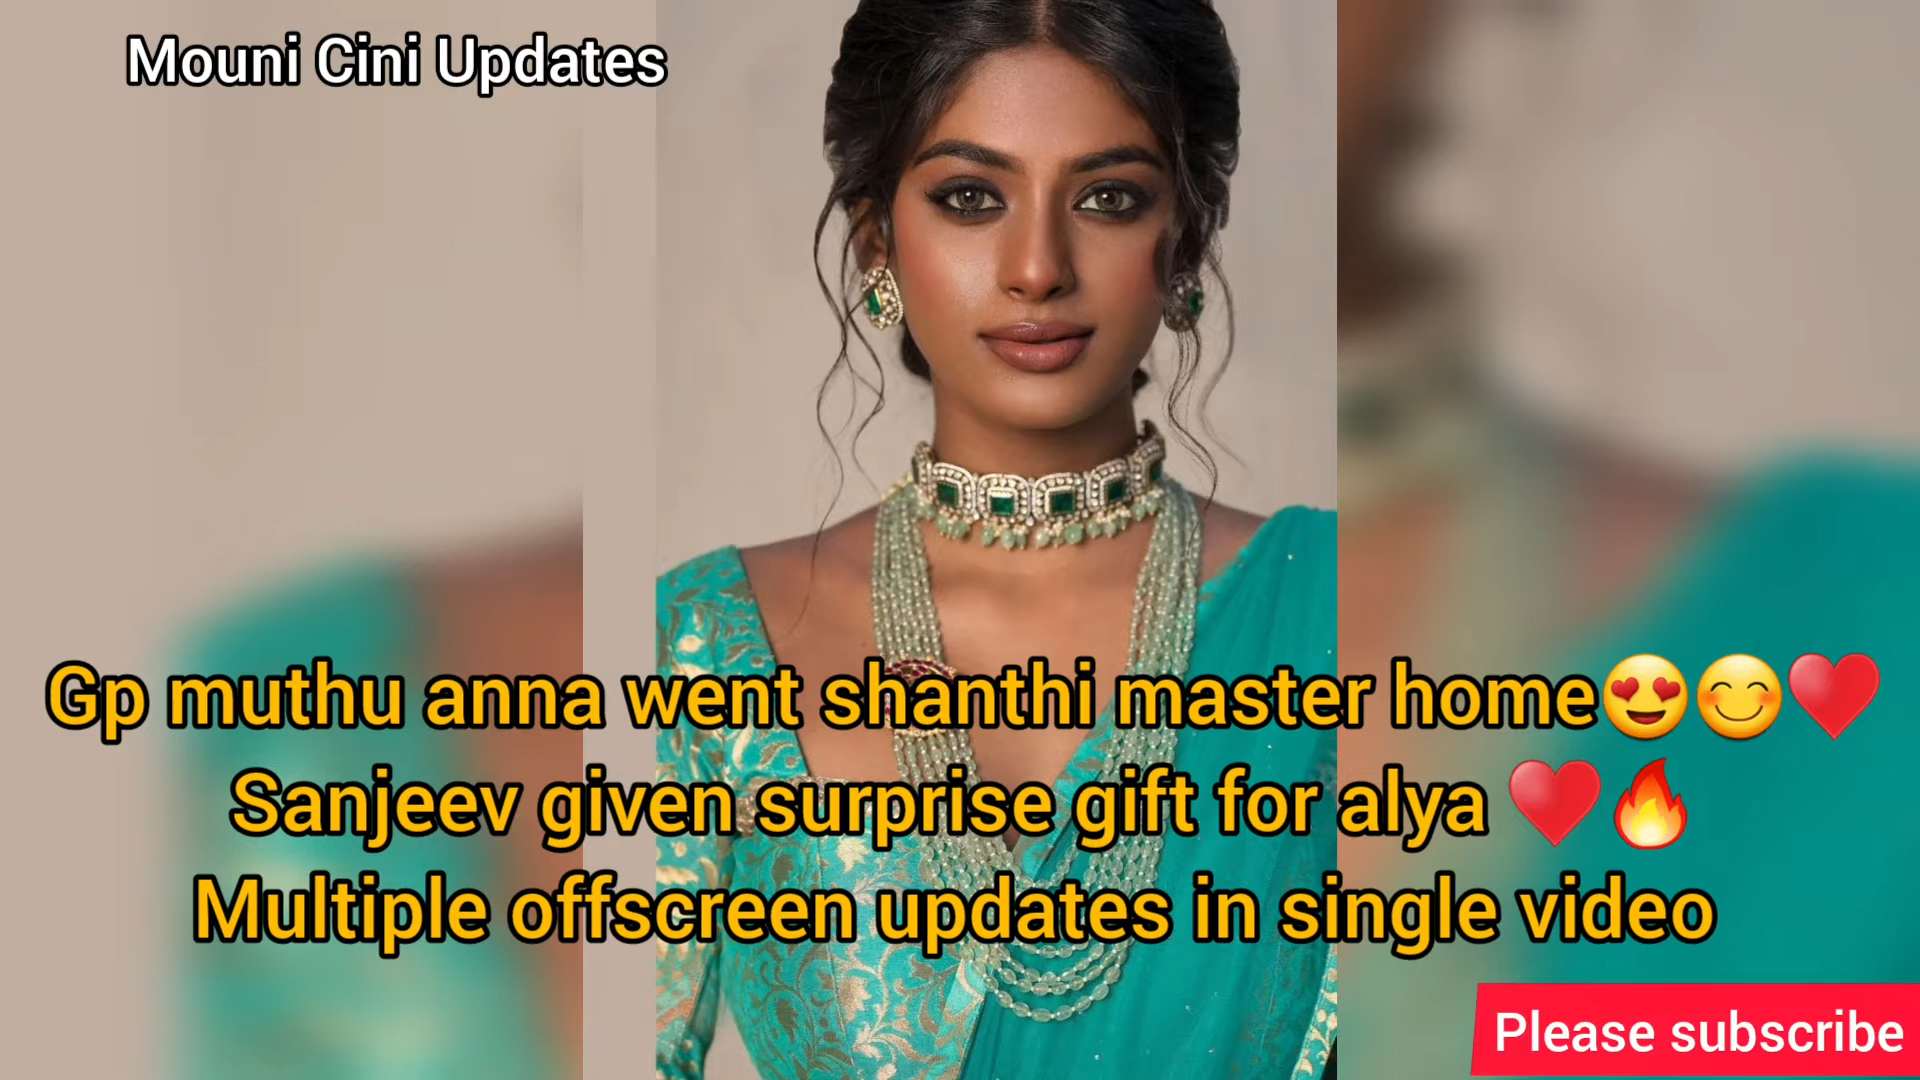 Mouni Cini Updates
Gp muthu anna went shanthi master home😍😊♥️
Sanjeev given surprise gift for alya ♥️🔥
Multiple offscreen updates in single video
Please subscribe